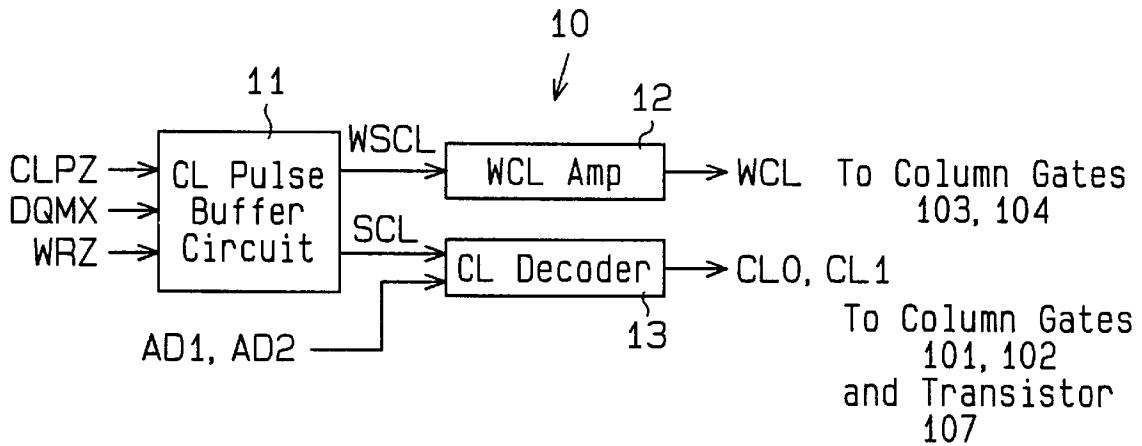 10
11
12
CLPZ
DQMX
WRZ
CL Pulse
Buffer
Circuit
WSCL
SCL
WCL Amp
WCL To Column Gates
103, 104
CL Decoder
13
CL0, CL1
To Column Gates
101, 102
and Transistor
107
AD1, AD2